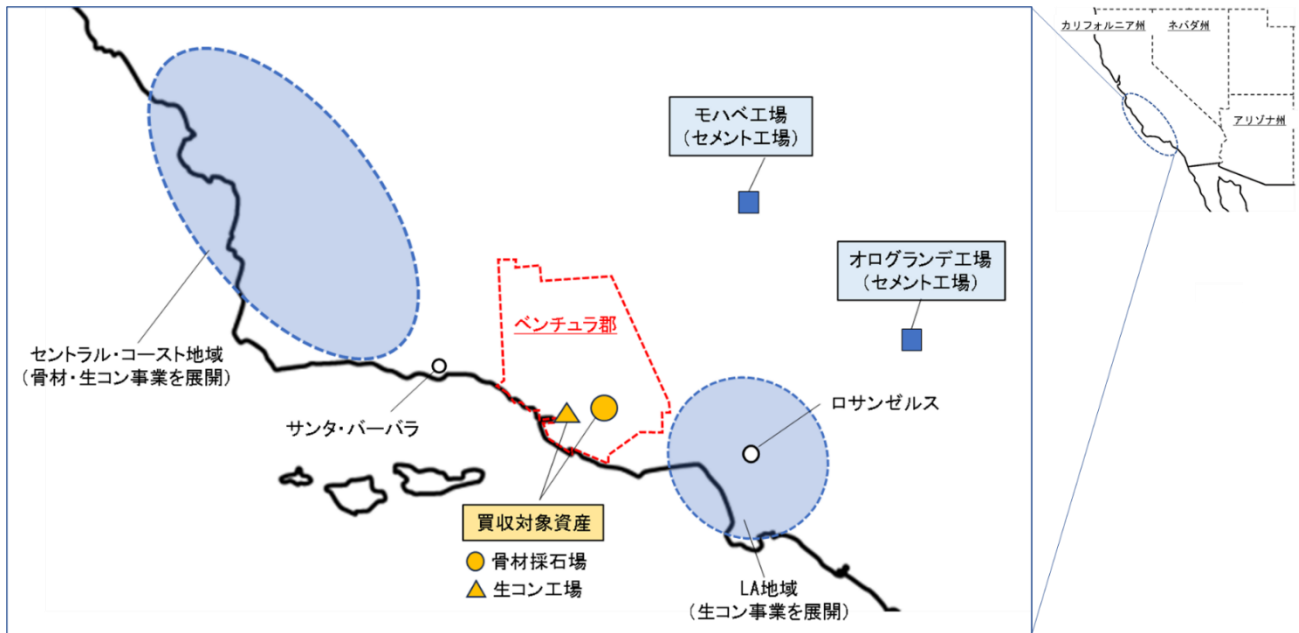 カリフォルニア州
ネバダ州
アリゾナ州
モハベ工場
(セメント工場)
オログランデ工場
(セメント工場)
ベンチュラ郡
セントラル・コースト地域
(骨材・生コン事業を展開)
サンタ・バーバラ
ロサンゼルス
買収対象資産
骨材採石場
生コン工場
LA地域
(生コン事業を展開)